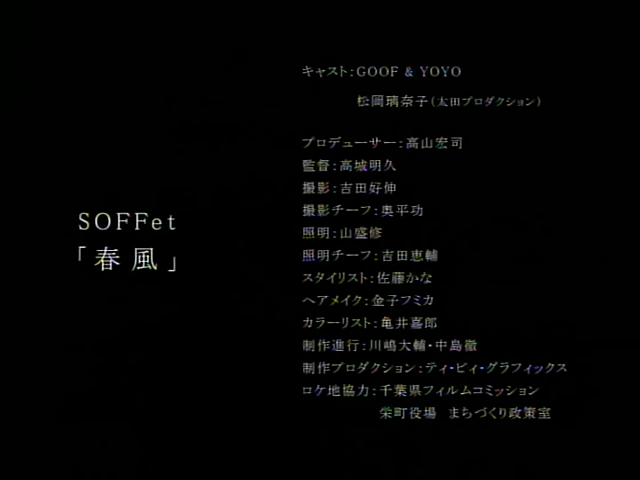 SOFFet
「春風」
キャスト:GOOF & YOYO
松岡璃奈子(太田プロダクション)
プロデューサー:高山宏司
監督:高城明久
撮影:吉田好伸
撮影チーフ:奥平功
照明:山盛修
照明チーフ:吉田恵輔
スタイリスト:佐藤かな
ヘアメイク:金子フミカ
カラーリスト:亀井嘉郎
制作進行:川嶋大輔・中島徹
制作プロダクション:ティ・ビィ・グラフィックス
ロケ地協力:千葉県フィルムコミッション
栄町役場 まちづくり政策室